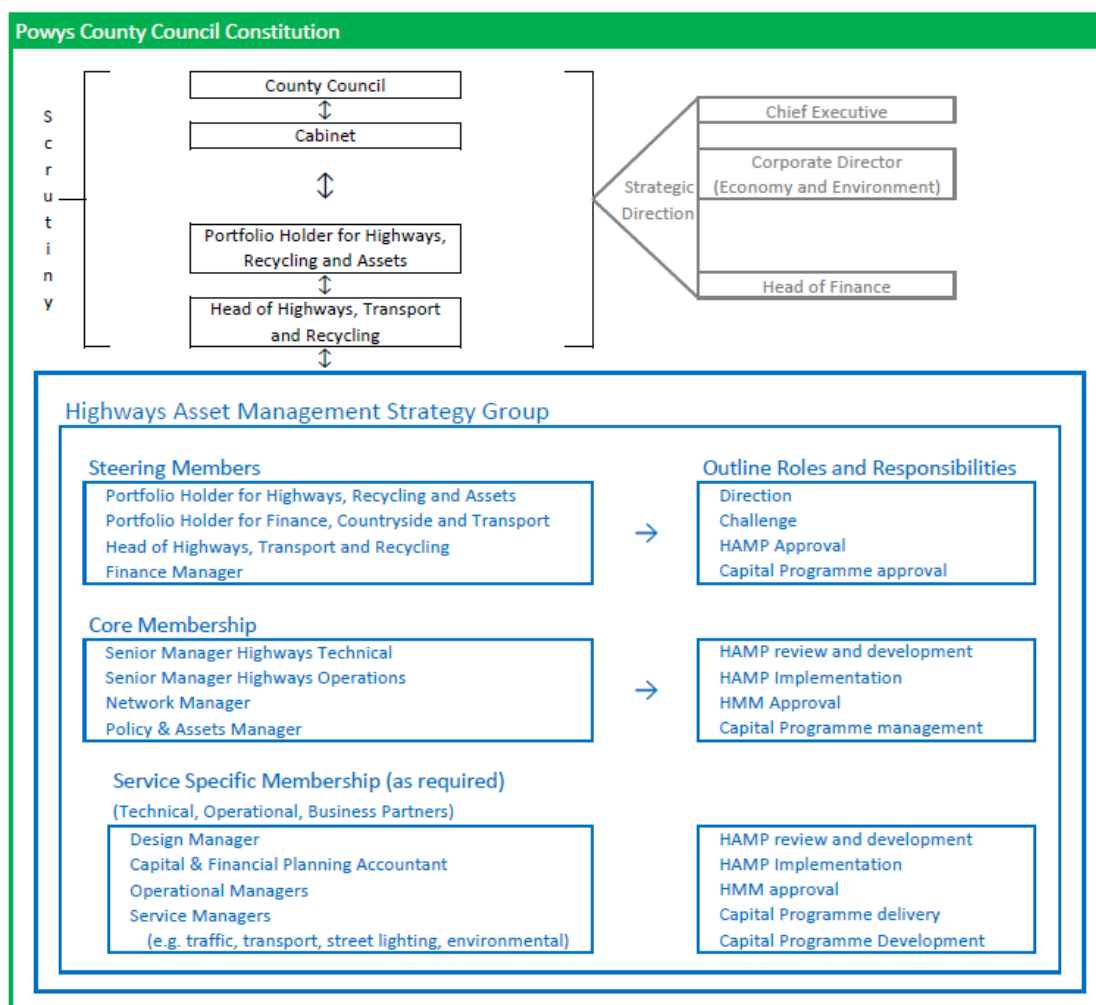 Powys County Council Constitution
Scrutiny
County Council
↕
Cabinet
↕
Portfolio Holder for Highways,
Recycling and Assets
↕
Head of Highways, Transport
and Recycling
↕
Strategic
Direction
Chief Executive
Corporate Director
(Economy and Environment)
Head of Finance
Highways Asset Management Strategy Group
Steering Members
Portfolio Holder for Highways, Recycling and Assets
Portfolio Holder for Finance, Countryside and Transport
Head of Highways, Transport and Recycling
Finance Manager
→
Outline Roles and Responsibilities
Direction
Challenge
HAMP Approval
Capital Programme approval
Core Membership
Senior Manager Highways Technical
Senior Manager Highways Operations
Network Manager
Policy & Assets Manager
→
HAMP review and development
HAMP Implementation
HMM Approval
Capital Programme management
Service Specific Membership (as required)
(Technical, Operational, Business Partners)
Design Manager
Capital & Financial Planning Accountant
Operational Managers
Service Managers
(e.g. traffic, transport, street lighting, environmental)
HAMP review and development
HAMP Implementation
HMM approval
Capital Programme delivery
Capital Programme Development